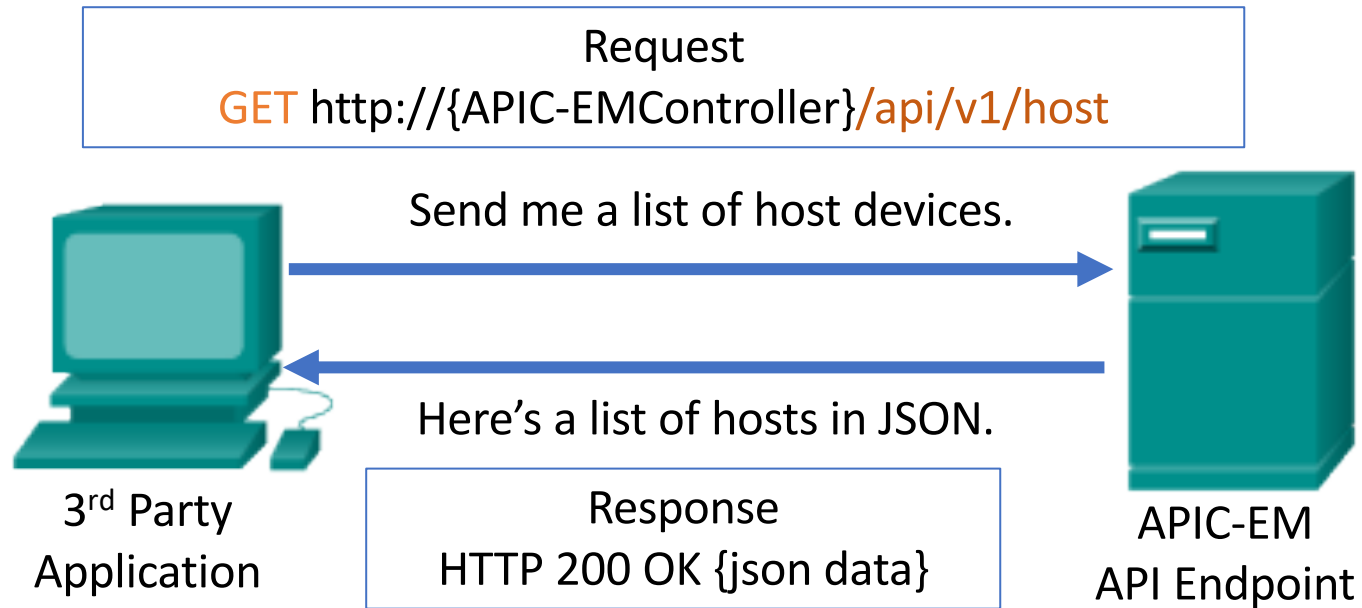 Request
GET http://{APIC-EMController}/api/v1/host
Send me a list of host devices.
Here’s a list of hosts in JSON.
3rd Party
Application
Response
HTTP 200 OK {json data}
APIC-EM
API Endpoint